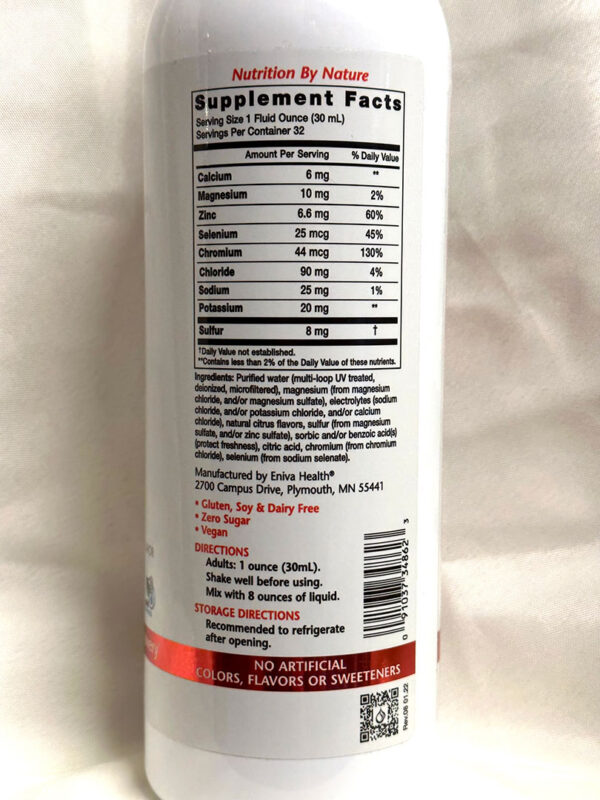 Nutrition By Nature
Supplement Facts
Serving Size 1 Fluid Ounce (30 mL)
Servings Per Container 32
Amount Per Serving % Daily Value
Calcium 6 mg **
Magnesium 10 mg 2%
Zinc 6.6 mg 60%
Selenium 25 mcg 45%
Chromium 44 mcg 130%
Chloride 90 mg 4%
Sodium 25 mg 1%
Potassium 20 mg **
Sulfur 8 mg †
†Daily Value not established.
**Contains less than 2% of the Daily Value of these nutrients.
Ingredients: Purified water (multi-loop UV treated,
deionized, microfiltered), magnesium (from magnesium
chloride, and/or magnesium sulfate), electrolytes (sodium
chloride, and/or potassium chloride, and/or calcium
chloride), natural citrus flavors, sulfur (from magnesium
sulfate, and/or zinc sulfate), sorbic and/or benzoic acid(s)
(protect freshness), citric acid, chromium (from chromium
chloride), selenium (from sodium selenate).
Manufactured by Eniva Health®
2700 Campus Drive, Plymouth, MN 55441
• Gluten, Soy & Dairy Free
• Zero Sugar
• Vegan
DIRECTIONS
Adults: 1 ounce (30mL).
Shake well before using.
Mix with 8 ounces of liquid.
STORAGE DIRECTIONS
Recommended to refrigerate
after opening.
0 91037 34862 3
NO ARTIFICIAL
COLORS, FLAVORS OR SWEETENERS
Rev.08 01.22